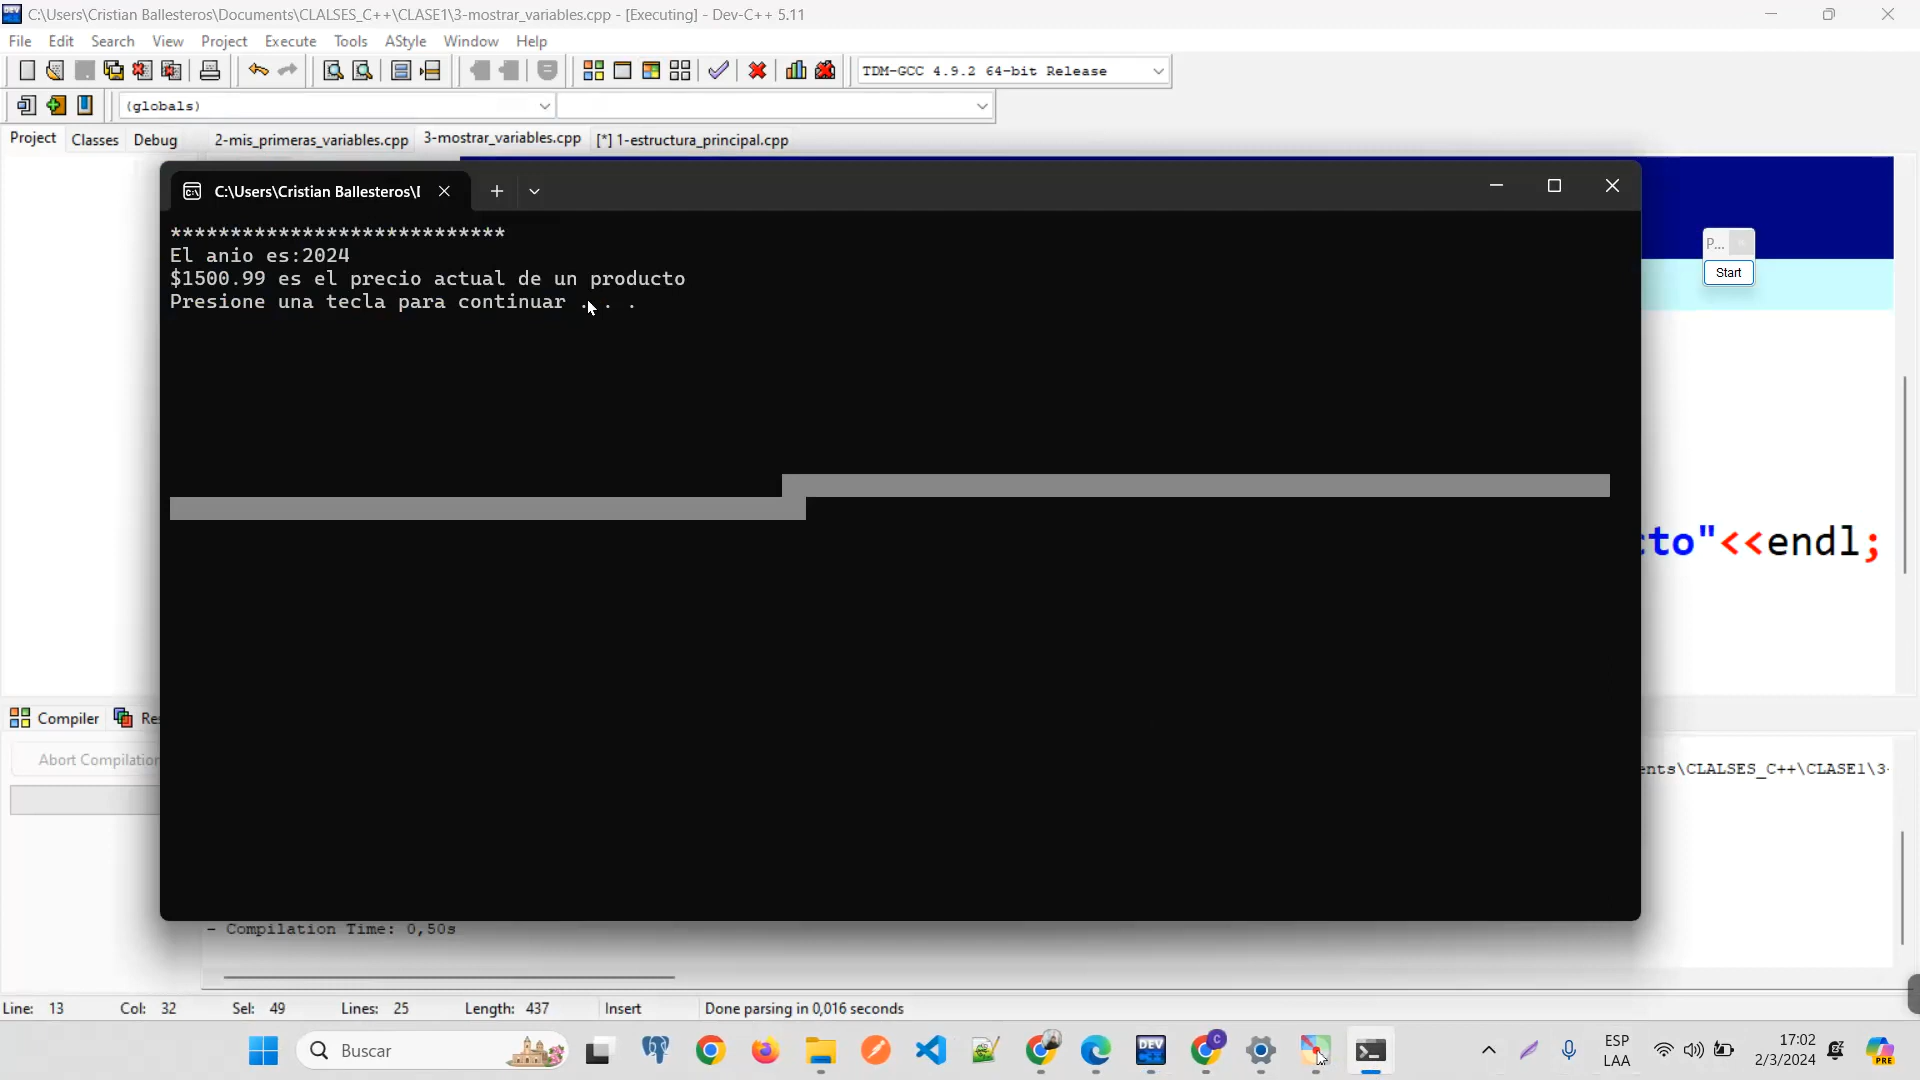 C:\Users\Cristian Ballesteros\Documents\CLALSES_C++\CLASE1\3-mostrar_variables.cpp - [Executing] - Dev-C++ 5.11
File Edit Search View Project Execute Tools AStyle Window Help
TDM-GCC 4.9.2 64-bit Release
(globals)
Project Classes Debug 2-mis_primeras_variables.cpp 3-mostrar_variables.cpp [*] 1-estructura_principal.cpp
C:\Users\Cristian Ballesteros\
****************************
El anio es:2024
$1500.99 es el precio actual de un producto
Presione una tecla para continuar . . .
P...
Start
cto"<<endl;
Compiler Res
Abort Compilation
ents\CLALSES_C++\CLASE1\3-
- Compilation Time: 0,50s
Line: 13 Col: 32 Sel: 49 Lines: 25 Length: 437 Insert Done parsing in 0,016 seconds
Buscar
DEV
C
ESP
LAA
17:02
2/3/2024
PRE